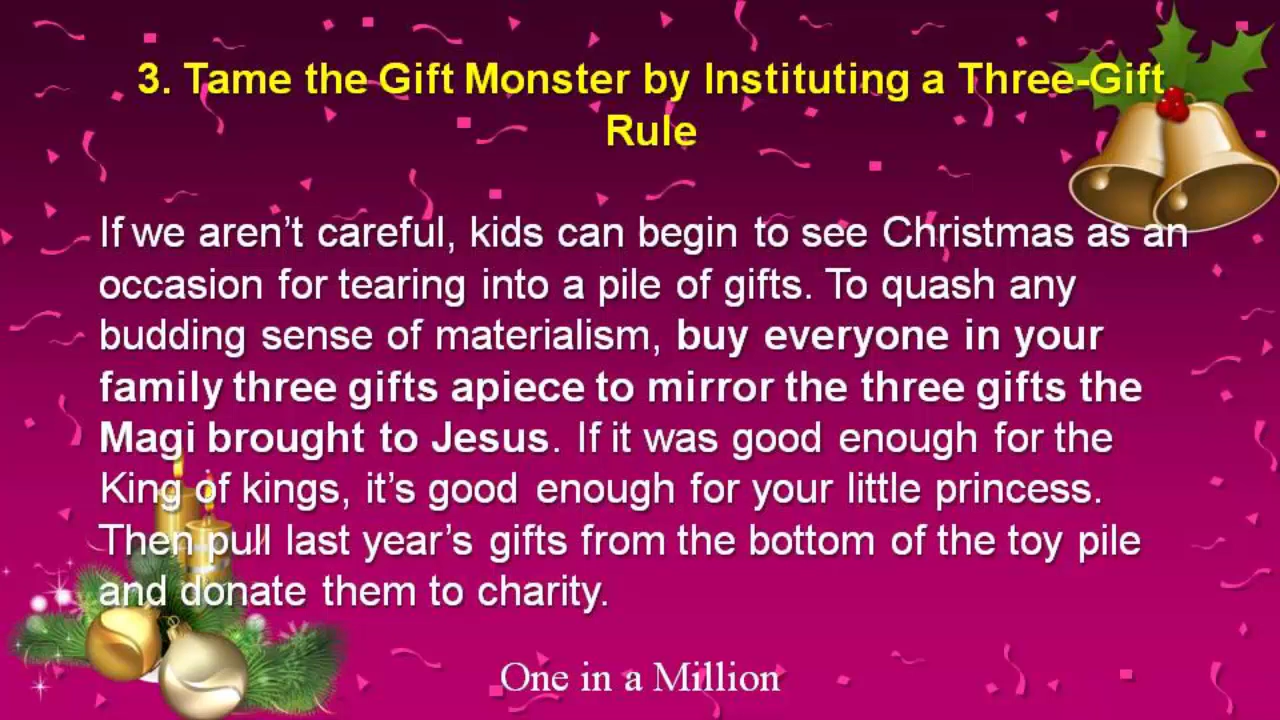 3. Tame the Gift Monster by Instituting a Three-Gift
Rule
If we aren’t careful, kids can begin to see Christmas as an
occasion for tearing into a pile of gifts. To quash any
budding sense of materialism, buy everyone in your
family three gifts apiece to mirror the three gifts the
Magi brought to Jesus. If it was good enough for the
King of kings, it’s good enough for your little princess.
Then pull last year’s gifts from the bottom of the toy pile
and donate them to charity.
One in a Million